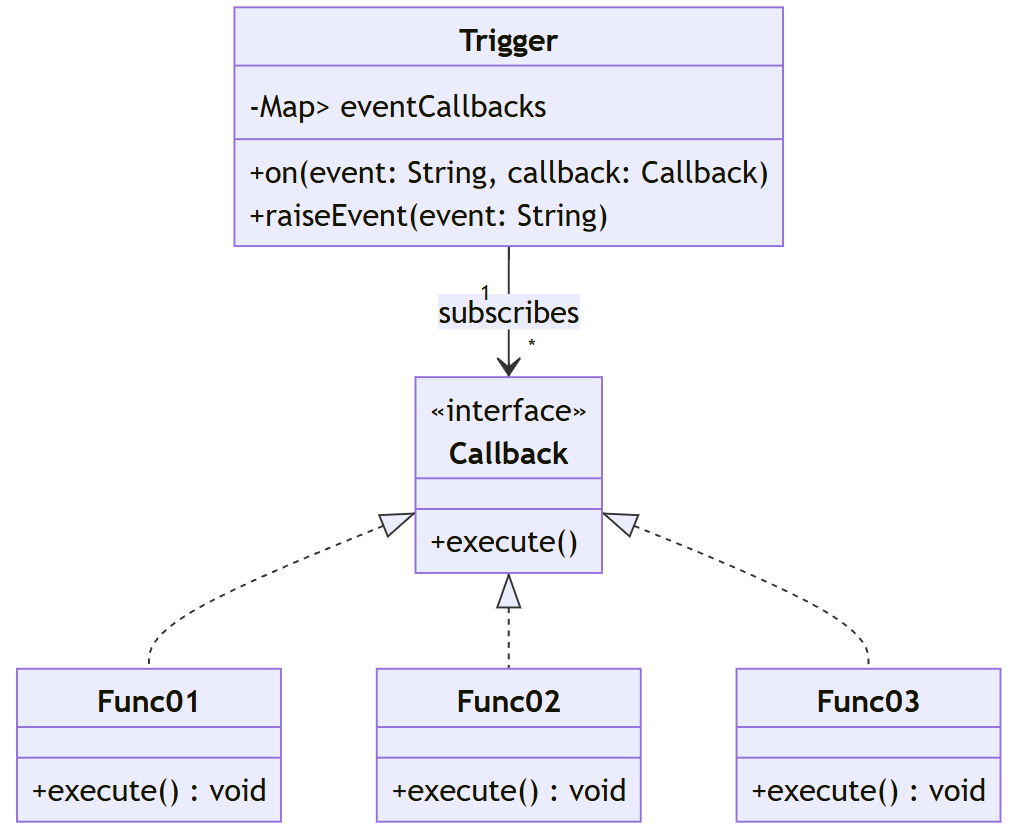 Trigger
-Map> eventCallbacks
+on(event: String, callback: Callback)
+raiseEvent(event: String)
1
subscribes
*
«interface»
Callback
+execute()
Func01
+execute() : void
Func02
+execute() : void
Func03
+execute() : void